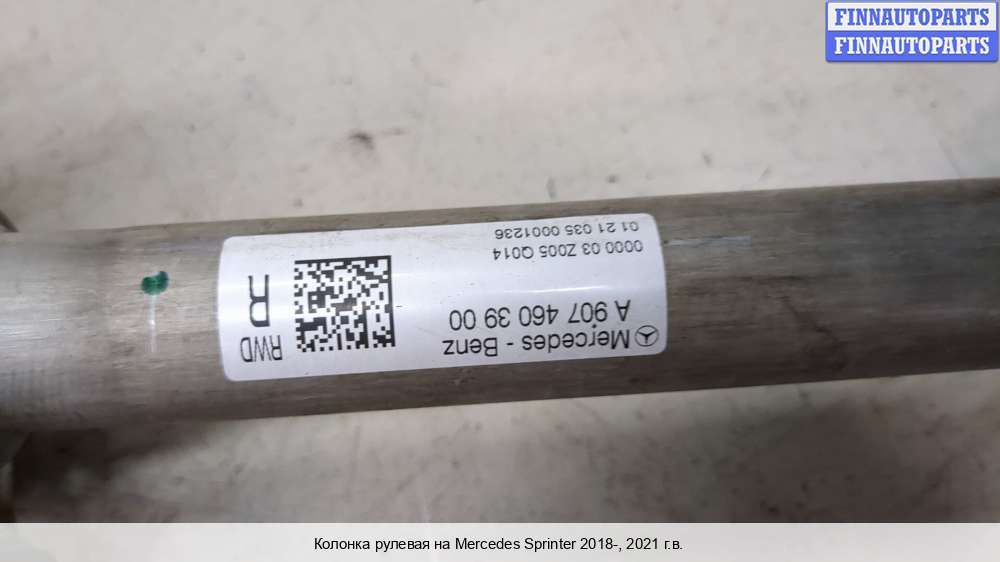 FINNAUTOPARTS
FINNAUTOPARTS
Mercedes - Benz
A 907 460 39 00
0000 03 Z005 Q014
01 21 035 0001236
RWD
R
Колонка рулевая на Mercedes Sprinter 2018-, 2021 г.в.